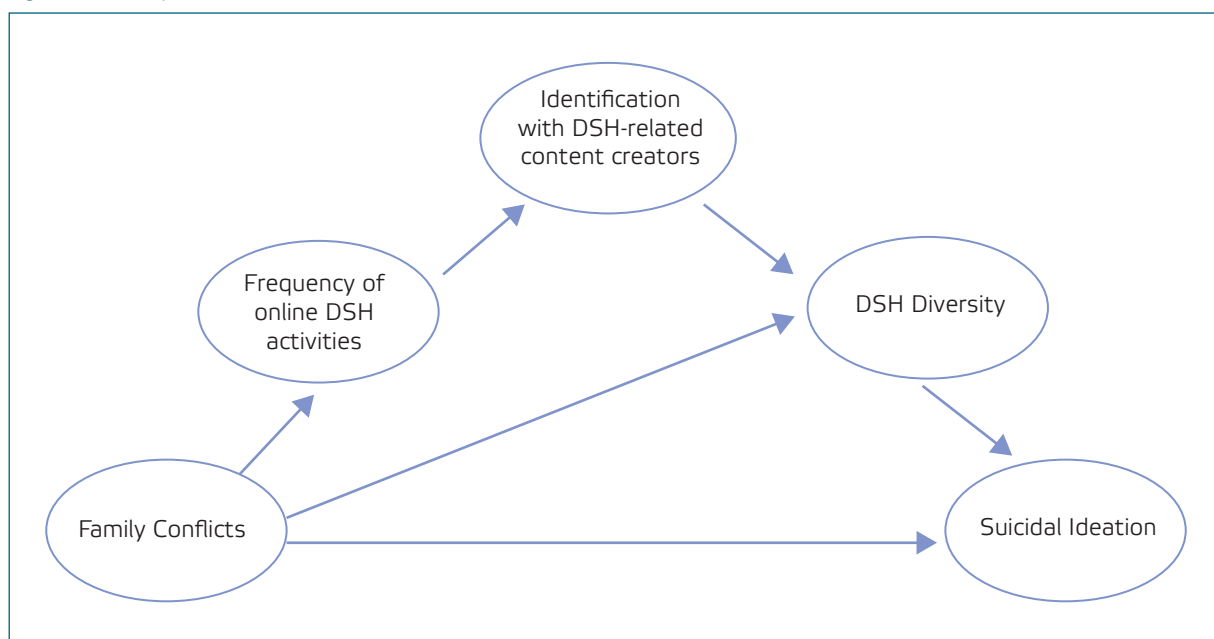 Identification
with DSH-related
content creators
Frequency of
online DSH
activities
DSH Diversity
Family Conflicts
Suicidal Ideation